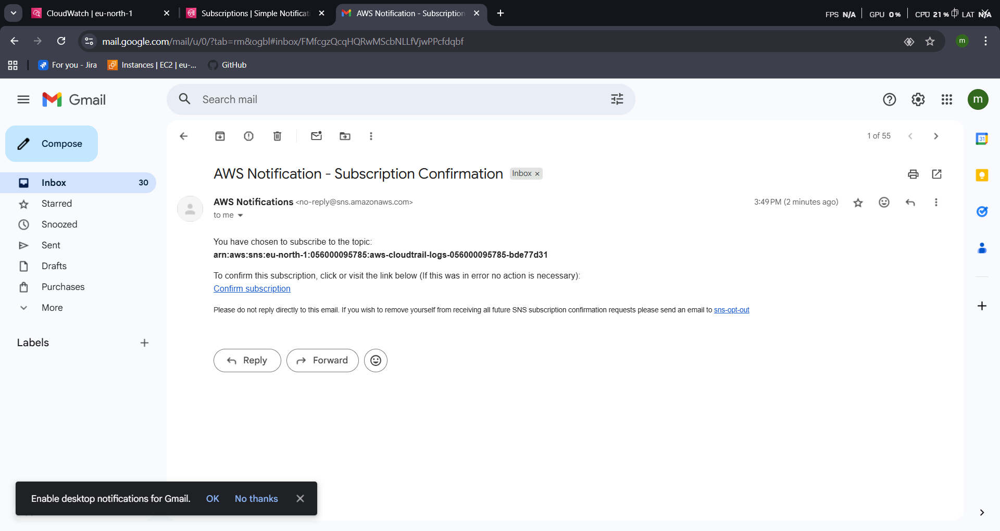 CloudWatch | eu-north-1
Subscriptions | Simple Notificati
AWS Notification - Subscription
FPS N/A GPU 0% CPU 21% LAT N/A
mail.google.com/mail/u/0/?tab=rm&ogbl#inbox/FMfcgzQcqHQRwMScbNLLfVjwPPcfdqbf
m
For you - Jira
Instances | EC2 | eu-...
GitHub
Gmail
Search mail
m
Compose
1 of 55
31
AWS Notification - Subscription Confirmation
Inbox ×
Inbox 30
AWS Notifications <no-reply@sns.amazonaws.com>
3:49 PM (2 minutes ago)
to me
Starred
Snoozed
Sent
Drafts
Purchases
More
Labels
You have chosen to subscribe to the topic:
arn:aws:sns:eu-north-1:056000095785:aws-cloudtrail-logs-056000095785-bde77d31
To confirm this subscription, click or visit the link below (If this was in error no action is necessary):
Confirm subscription
Please do not reply directly to this email. If you wish to remove yourself from receiving all future SNS subscription confirmation requests please send an email to sns-opt-out
Reply
Forward
Enable desktop notifications for Gmail. OK No thanks